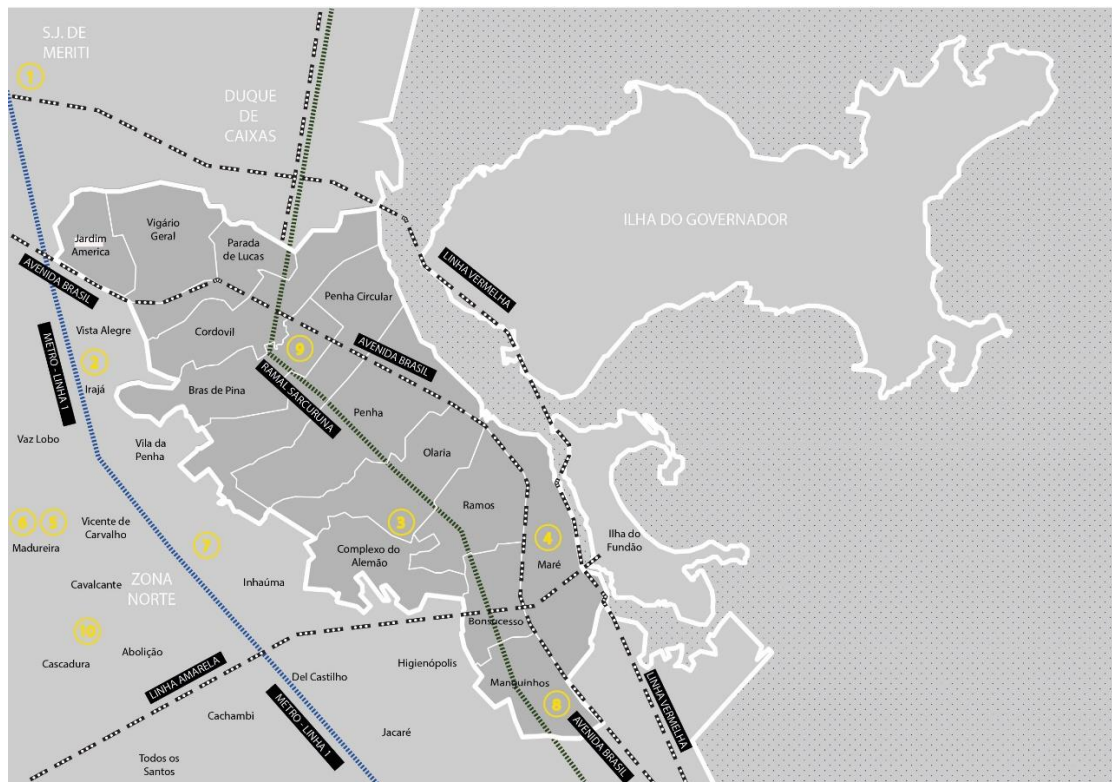 S.J. DE
MERITI
1
DUQUE
DE
CAIXAS
ILHA DO GOVERNADOR
Vigário
Geral
Jardim
America
Parada
de Lucas
AVENIDA BRASIL
LINHA VERMELHA
Penha Circular
Vista Alegre
Cordovil
9
AVENIDA BRASIL
2
Irajá
METRO - LINHA 1
Bras de Pina
RAMAL SARCURUNA
Penha
Vaz Lobo
Vila da
Penha
Olaria
Ramos
6
5
Madureira
Vicente de
Carvalho
7
3
4
Complexo do
Alemão
Maré
Ilha do
Fundão
Cavalcante
ZONA
NORTE
Inhaúma
Bonsucesso
10
Cascadura
Abolição
LINHA AMARELA
Del Castilho
Higienópolis
Manguinhos
8
AVENIDA BRASIL
LINHA VERMELHA
Cachambi
METRO - LINHA 1
Jacaré
Todos os
Santos